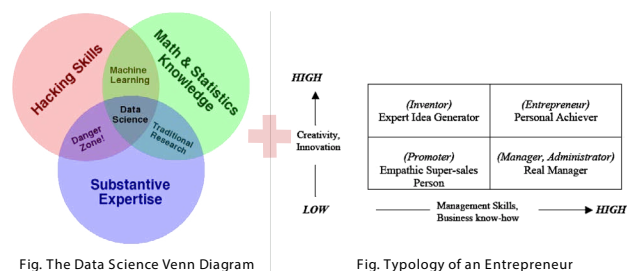 Hacking Skills
Math & Statistics
Knowledge
Machine
Learning
Data
Science
Danger
Zone!
Traditional
Research
Substantive
Expertise
Fig. The Data Science Venn Diagram
HIGH
Creativity,
Innovation
LOW
(Inventor)
Expert Idea Generator
(Entrepreneur)
Personal Achiever
(Promoter)
Empathic Super-sales
Person
(Manager, Administrator)
Real Manager
Management Skills,
Business know-how
HIGH
Fig. Typology of an Entrepreneur